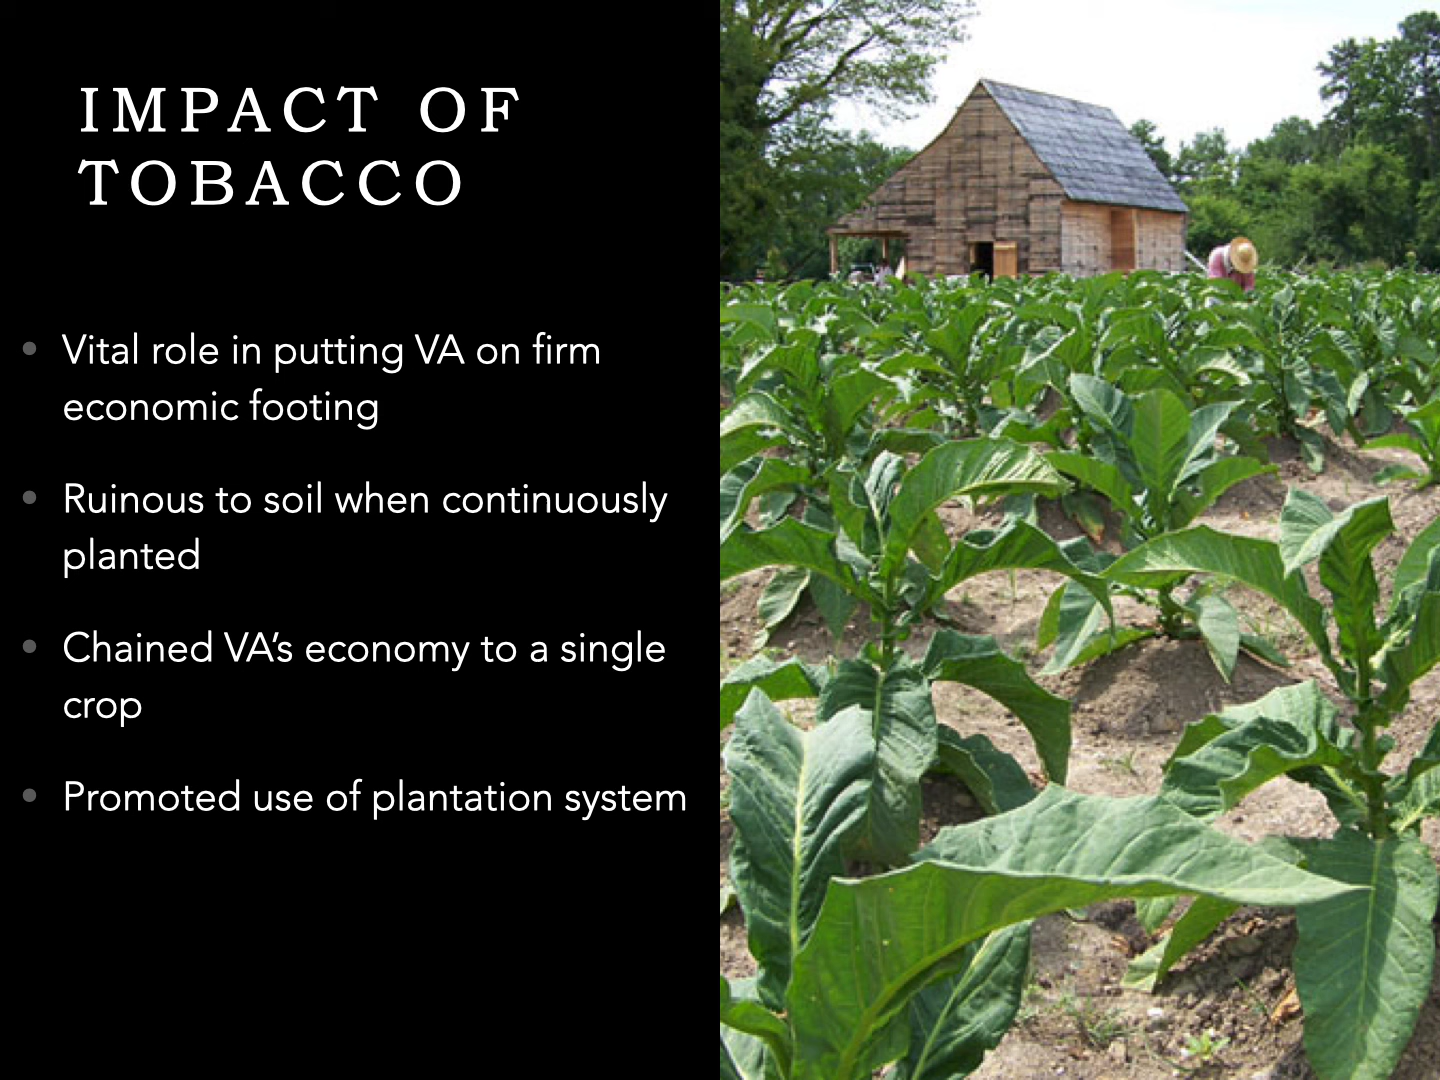 IMPACT OF
TOBACCO
• Vital role in putting VA on firm
economic footing
• Ruinous to soil when continuously
planted
• Chained VA’s economy to a single
crop
• Promoted use of plantation system